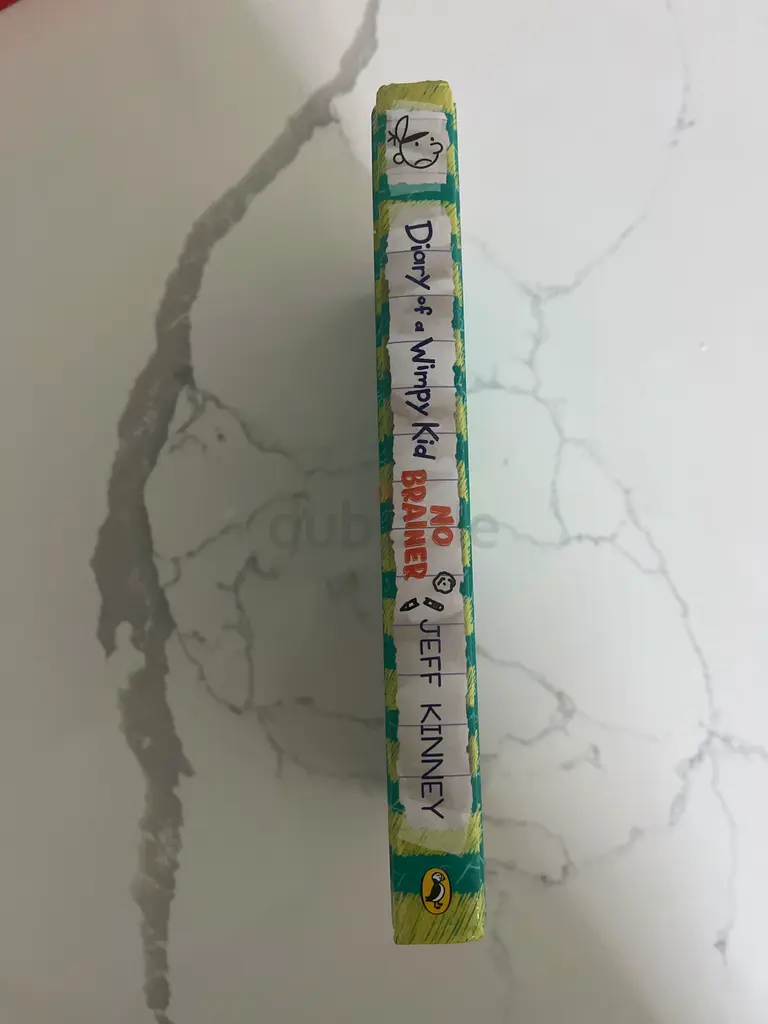 Diary of a Wimpy Kid
NO
BRAINER
JEFF KINNEY